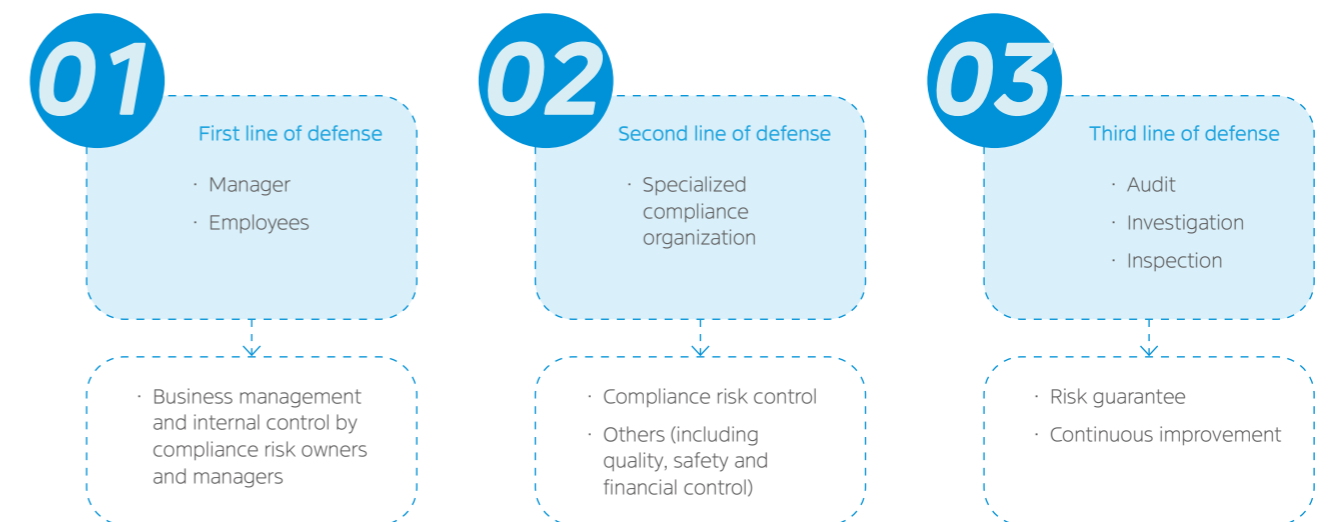 01
First line of defense
· Manager
· Employees
· Business management
and internal control by
compliance risk owners
and managers
02
Second line of defense
· Specialized
compliance
organization
· Compliance risk control
· Others (including
quality, safety and
financial control)
03
Third line of defense
· Audit
· Investigation
· Inspection
· Risk guarantee
· Continuous improvement